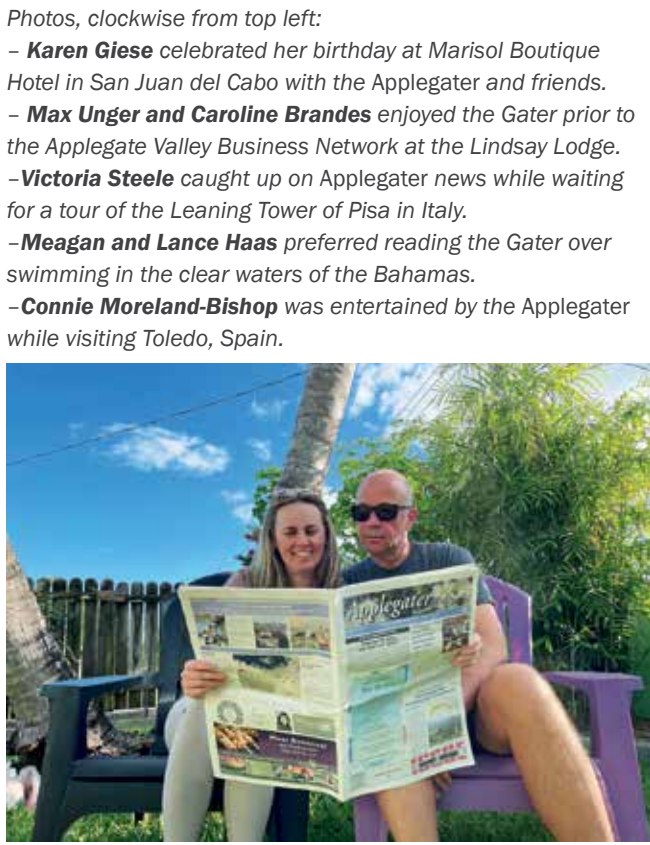 Photos, clockwise from top left:
– Karen Giese celebrated her birthday at Marisol Boutique
Hotel in San Juan del Cabo with the Applegater and friends.
– Max Unger and Caroline Brandes enjoyed the Gater prior to
the Applegate Valley Business Network at the Lindsay Lodge.
–Victoria Steele caught up on Applegater news while waiting
for a tour of the Leaning Tower of Pisa in Italy.
–Meagan and Lance Haas preferred reading the Gater over
swimming in the clear waters of the Bahamas.
–Connie Moreland-Bishop was entertained by the Applegater
while visiting Toledo, Spain.
Applegater